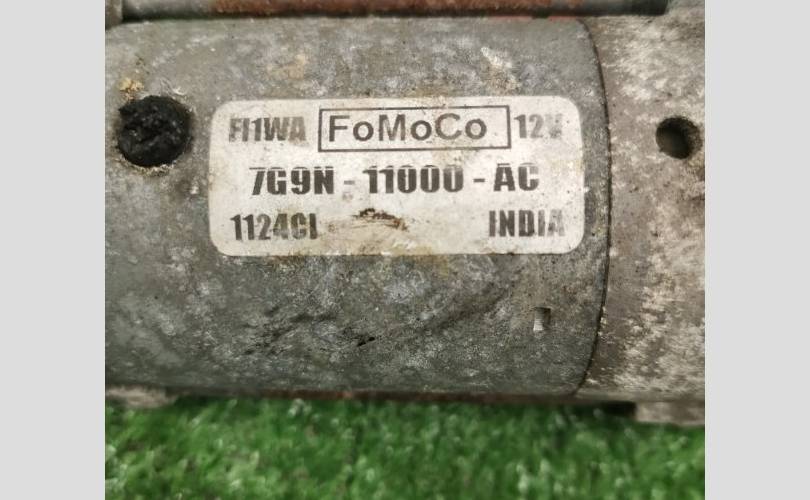 FI1WA FoMoCo 12V
7G9N - 11000 - AC
1124CI INDIA